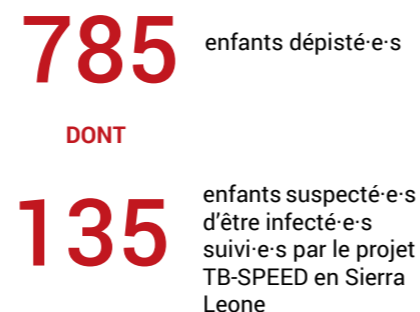 785
enfants dépisté·e·s
DONT
135
enfants suspecté·e·s
d'être infecté·e·s
suivi·e·s par le projet
TB-SPEED en Sierra
Leone